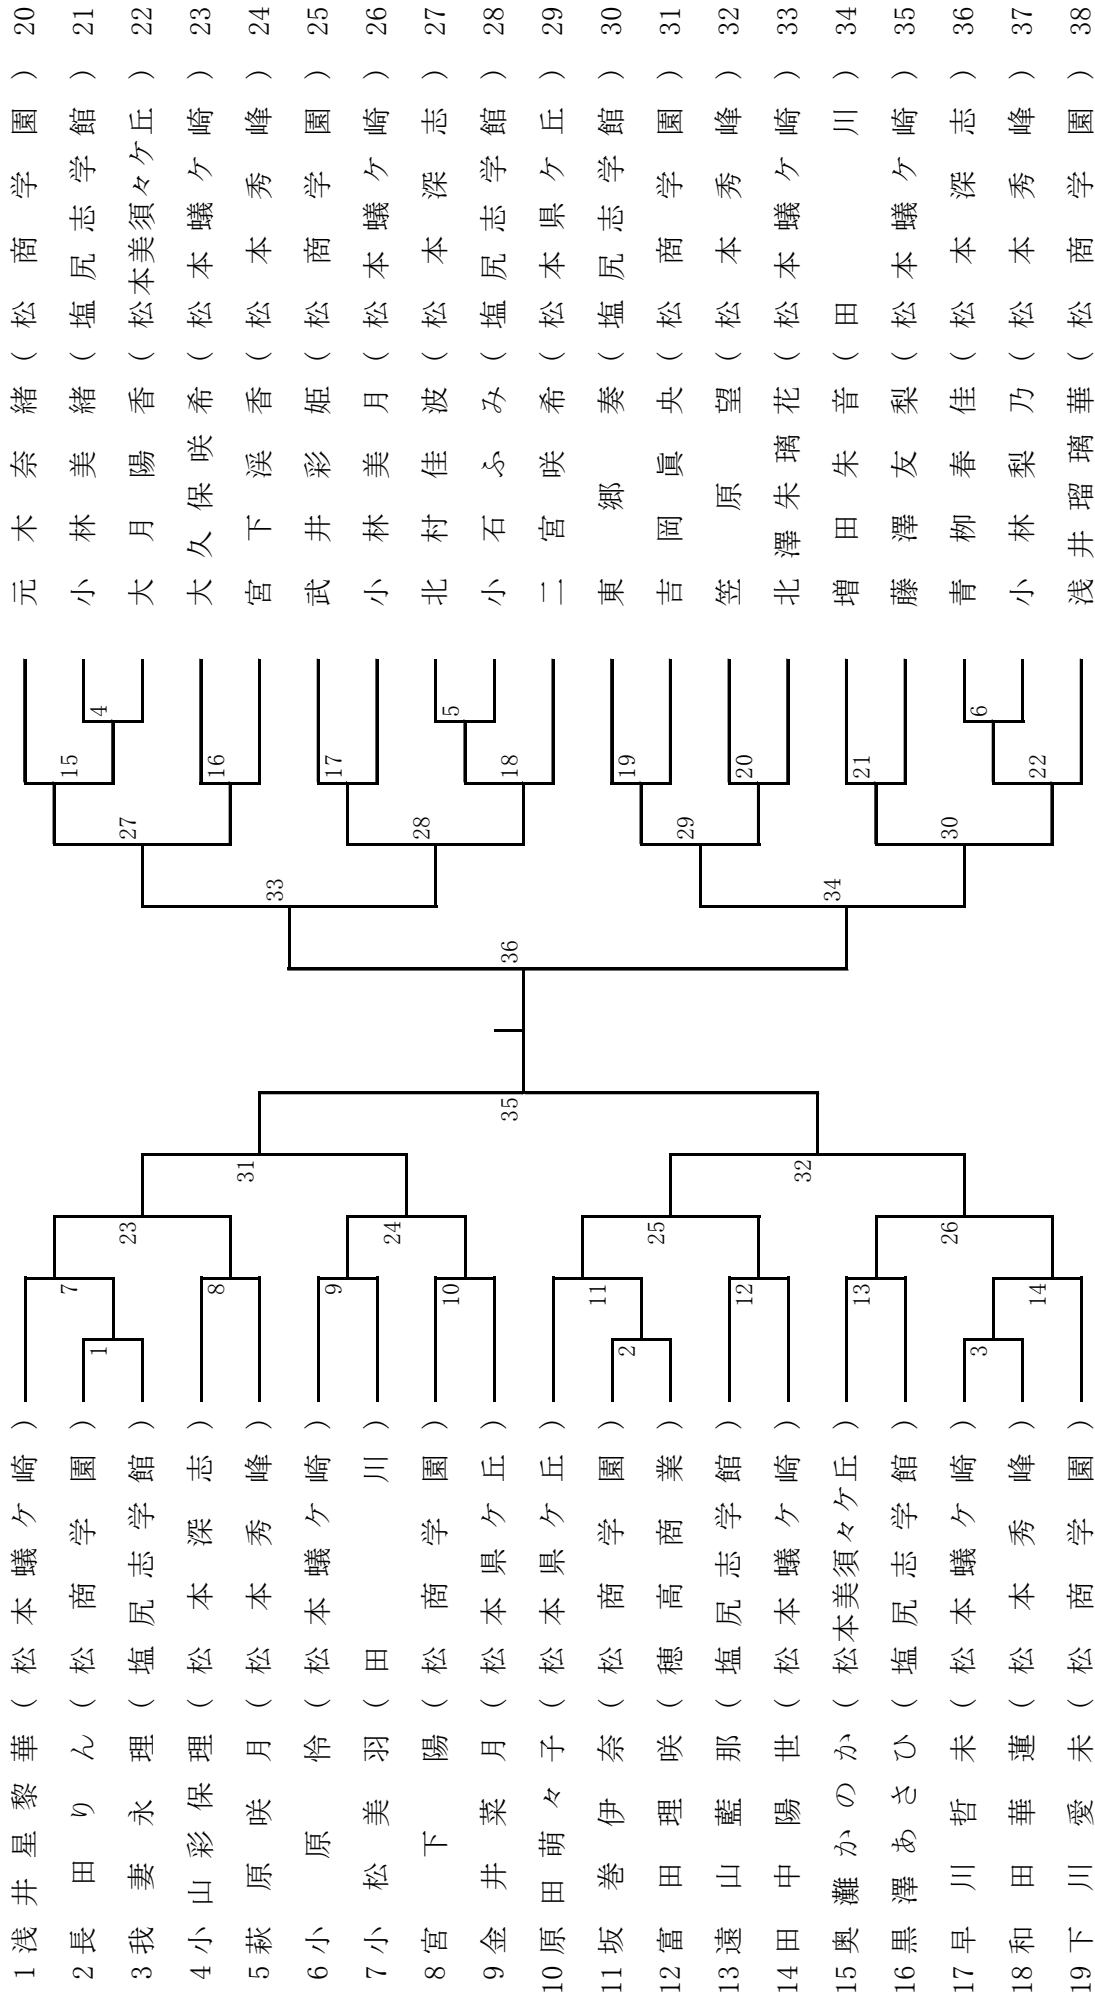 1 浅井星黎華 （松本蟻ケ崎）
2 長田りん （松商学園）
3 我妻永理 （塩尻志学館）
4 小山彩保理 （松本深志）
5 萩原咲月 （松本秀峰）
6 小原怜 （松本蟻ケ崎）
7 小松美羽 （田川）
8 宮下陽 （松商学園）
9 金井菜月 （松本県ケ丘）
10 原田萌々子 （松本県ケ丘）
11 坂巻伊奈 （松商学園）
12 富田理咲 （穂高商業）
13 遠山藍那 （塩尻志学館）
14 田中陽世 （松本蟻ケ崎）
15 奥灘かのか （松本美須々ケ丘）
16 黒澤あさひ （塩尻志学館）
17 早川哲未 （松本蟻ケ崎）
18 和田華蓮 （松本秀峰）
19 下川愛未 （松商学園）
1
2
3
7
8
9
10
11
12
13
14
23
24
25
26
31
32
35
36
33
34
27
28
29
30
15
16
17
18
19
20
21
22
4
5
6
元木奈緒 （松商学園） 20
小林美緒 （塩尻志学館） 21
大月陽香 （松本美須々ケ丘） 22
大久保咲希 （松本蟻ケ崎） 23
宮下渓香 （松本秀峰） 24
武井彩姫 （松商学園） 25
小林美月 （松本蟻ケ崎） 26
北村佳波 （松本深志） 27
小石ふみ （塩尻志学館） 28
二宮咲希 （松本県ケ丘） 29
東郷奏 （塩尻志学館） 30
吉岡眞央 （松商学園） 31
笠原望 （松本秀峰） 32
北澤朱璃花 （松本蟻ケ崎） 33
増田朱音 （田川） 34
藤澤友梨 （松本蟻ケ崎） 35
青栁春佳 （松本深志） 36
小林梨乃 （松本秀峰） 37
浅井瑠璃華 （松商学園） 38